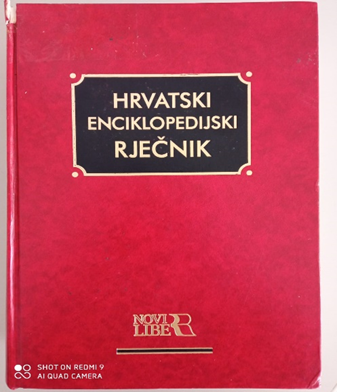 HRVATSKI
ENCIKLOPEDIJSKI
RJEČNIK
NOVI
LIBER
SHOT ON REDMI 9
AI QUAD CAMERA